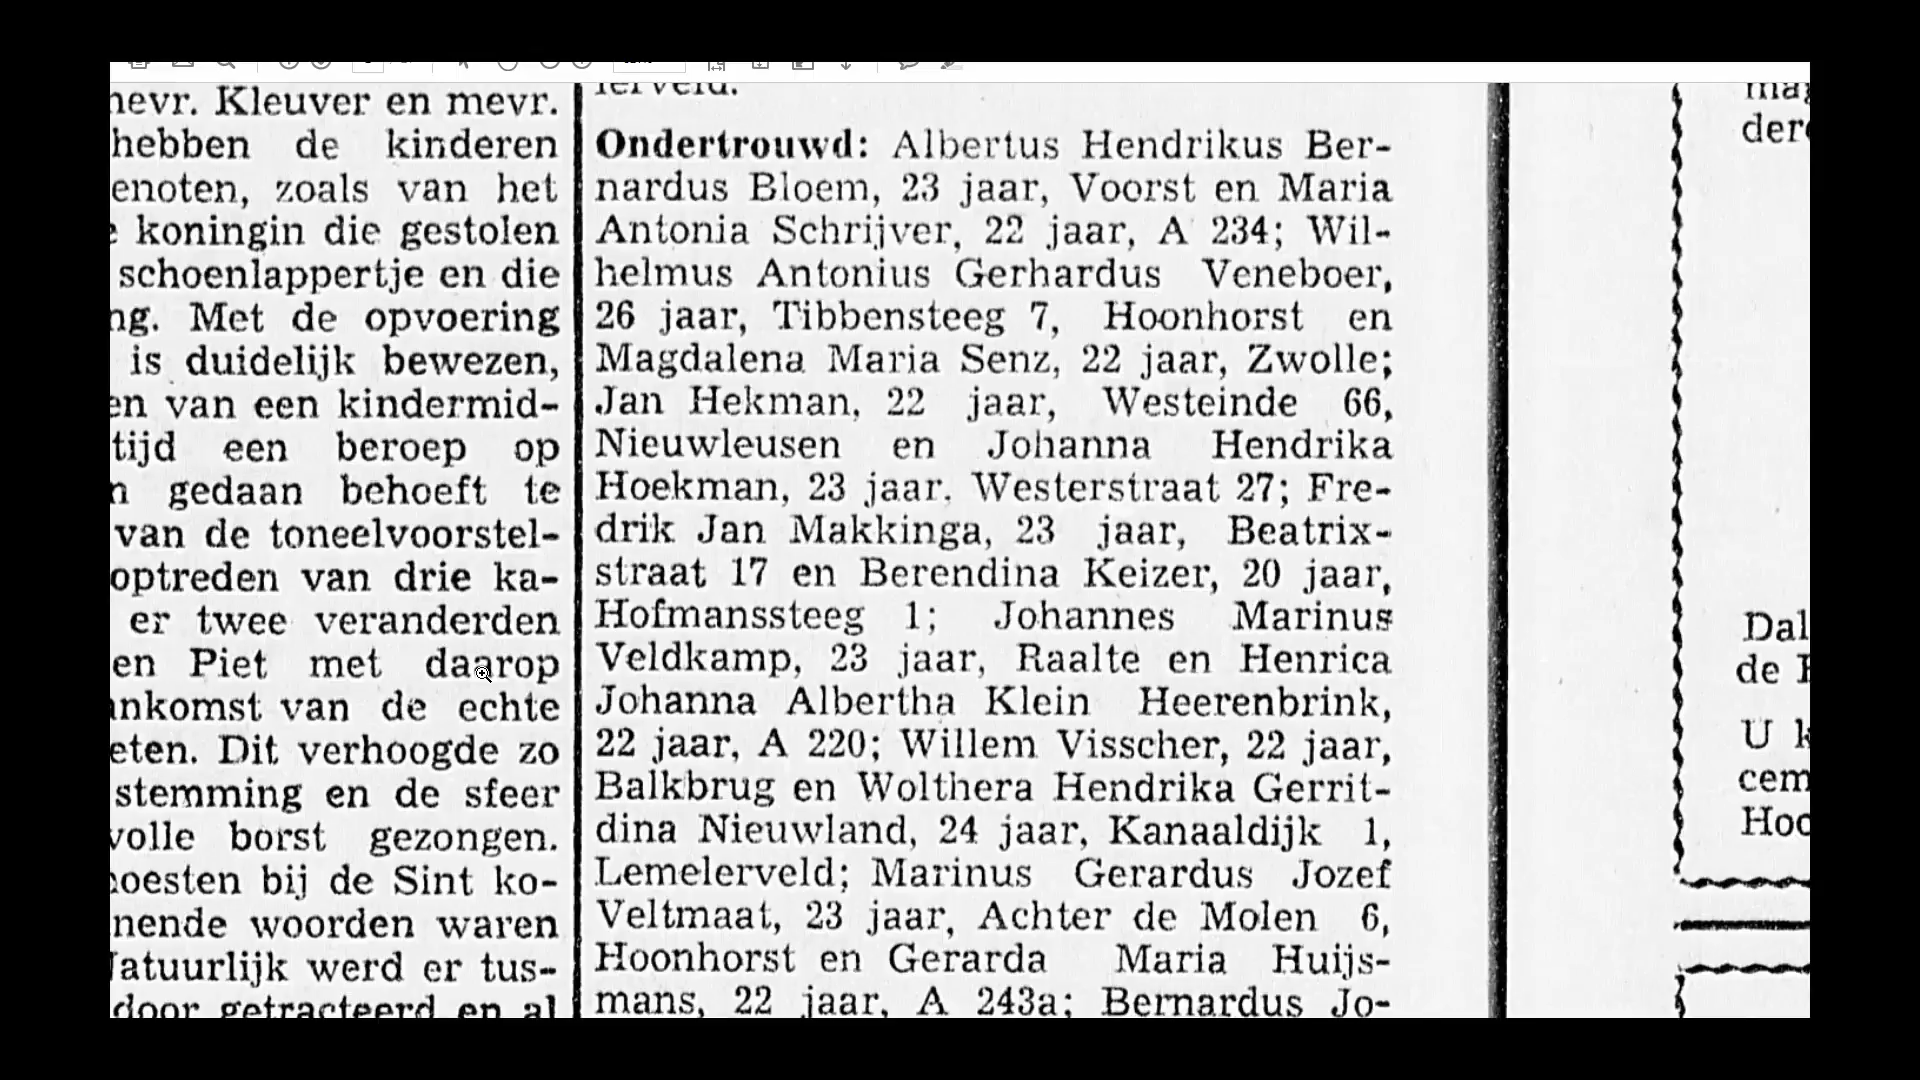 mevr. Kleuver en mevr.
hebben de kinderen
enoten, zoals van het
koningin die gestolen
schoenlappertje en die
ng. Met de opvoering
is duidelijk bewezen,
en van een kindermid-
tijd een beroep op
n gedaan behoeft te
van de toneelvoorstel-
optreden van drie ka-
er twee veranderden
en Piet met daarop
ankomst van de echte
eten. Dit verhoogde zo
stemming en de sfeer
volle borst gezongen.
oesten bij de Sint ko-
nende woorden waren
Natuurlijk werd er tus-
door getracteerd en al
lerveld.
Ondertrouwd: Albertus Hendrikus Ber-
nardus Bloem, 23 jaar, Voorst en Maria
Antonia Schrijver, 22 jaar, A 234; Wil-
helmus Antonius Gerhardus Veneboer,
26 jaar, Tibbensteeg 7, Hoonhorst en
Magdalena Maria Senz, 22 jaar, Zwolle;
Jan Hekman, 22 jaar, Westeinde 66,
Nieuwleusen en Johanna Hendrika
Hoekman, 23 jaar. Westerstraat 27; Fre-
drik Jan Makkinga, 23 jaar, Beatrix-
straat 17 en Berendina Keizer, 20 jaar,
Hofmanssteeg 1; Johannes Marinus
Veldkamp, 23 jaar, Raalte en Henrica
Johanna Albertha Klein Heerenbrink,
22 jaar, A 220; Willem Visscher, 22 jaar,
Balkbrug en Wolthera Hendrika Gerrit-
dina Nieuwland, 24 jaar, Kanaaldijk 1,
Lemelerveld; Marinus Gerardus Jozef
Veltmaat, 23 jaar, Achter de Molen 6,
Hoonhorst en Gerarda Maria Huijs-
mans, 22 jaar, A 243a; Bernardus Jo-
mag
dere
Dal
de
U
cem
Hoo